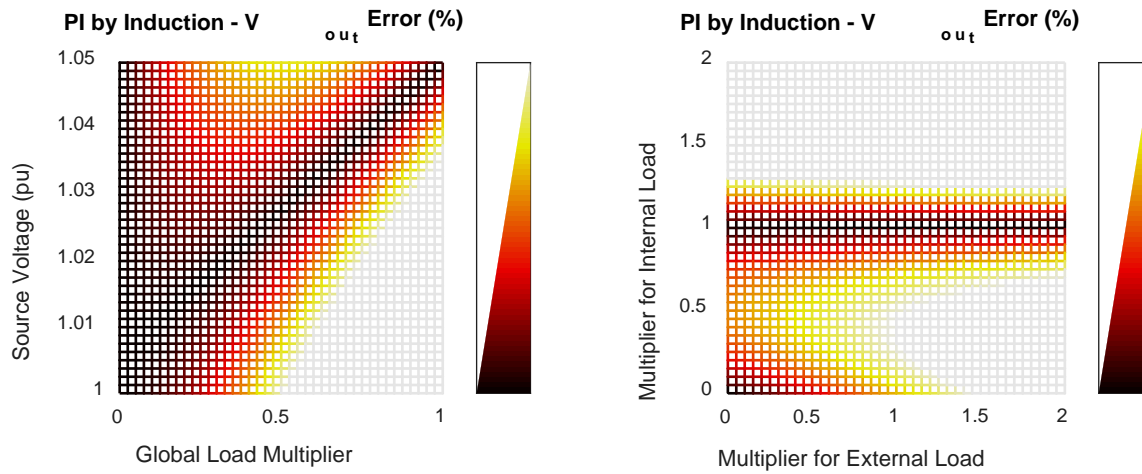 PI by Induction - V out Error (%)
1.05
1.04
1.03
1.02
1.01
1
Source Voltage (pu)
0 0.5 1
Global Load Multiplier
PI by Induction - V out Error (%)
2
1.5
1
0.5
0
Multiplier for Internal Load
0 0.5 1 1.5 2
Multiplier for External Load